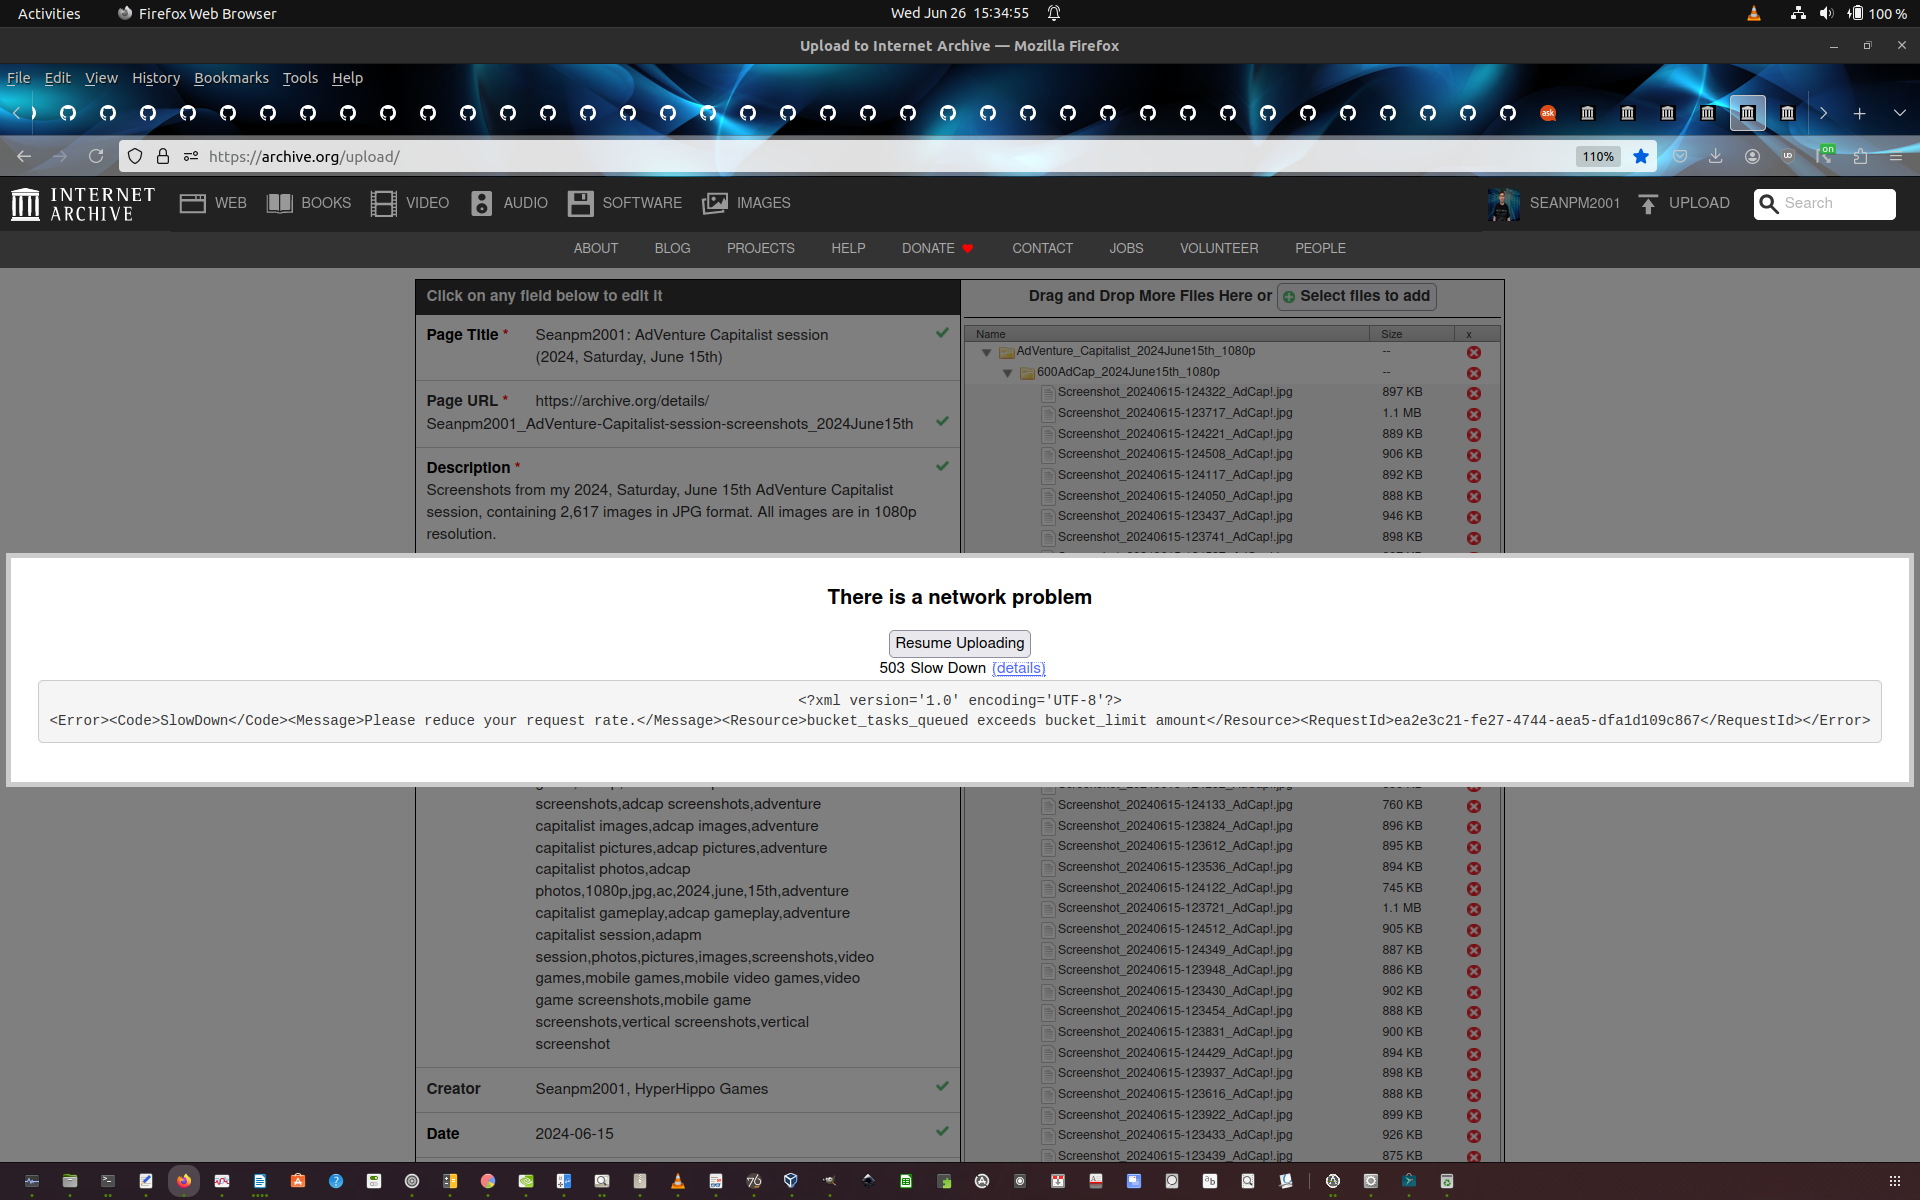 Activities
Firefox Web Browser
Wed Jun 26 15:34:55
100 %
Upload to Internet Archive — Mozilla Firefox
File Edit View History Bookmarks Tools Help
ask
https://archive.org/upload/
110%
on
INTERNET ARCHIVE
WEB BOOKS VIDEO AUDIO SOFTWARE IMAGES
SEANPM2001 UPLOAD Search
ABOUT BLOG PROJECTS HELP DONATE CONTACT JOBS VOLUNTEER PEOPLE
Click on any field below to edit it
Page Title * Seanpm2001: AdVenture Capitalist session
(2024, Saturday, June 15th)
Page URL * https://archive.org/details/
Seanpm2001_AdVenture-Capitalist-session-screenshots_2024June15th
Description *
Screenshots from my 2024, Saturday, June 15th AdVenture Capitalist
session, containing 2,617 images in JPG format. All images are in 1080p
resolution.
Drag and Drop More Files Here or Select files to add
Name Size x
AdVenture_Capitalist_2024June15th_1080p --
600AdCap_2024June15th_1080p --
Screenshot_20240615-124322_AdCap!.jpg 897 KB
Screenshot_20240615-123717_AdCap!.jpg 1.1 MB
Screenshot_20240615-124221_AdCap!.jpg 889 KB
Screenshot_20240615-124508_AdCap!.jpg 906 KB
Screenshot_20240615-124117_AdCap!.jpg 892 KB
Screenshot_20240615-124050_AdCap!.jpg 888 KB
Screenshot_20240615-123437_AdCap!.jpg 946 KB
Screenshot_20240615-123741_AdCap!.jpg 898 KB
There is a network problem
Resume Uploading
503 Slow Down (details)
<?xml version='1.0' encoding='UTF-8'?>
<Error><Code>SlowDown</Code><Message>Please reduce your request rate.</Message><Resource>bucket_tasks_queued exceeds bucket_limit amount</Resource><RequestId>ea2e3c21-fe27-4744-aea5-dfa1d109c867</RequestId></Error>
screenshots,adcap screenshots,adventure
capitalist images,adcap images,adventure
capitalist pictures,adcap pictures,adventure
capitalist photos,adcap
photos,1080p,jpg,ac,2024,june,15th,adventure
capitalist gameplay,adcap gameplay,adventure
capitalist session,adapm
session,photos,pictures,images,screenshots,video
games,mobile games,mobile video games,video
game screenshots,mobile game
screenshots,vertical screenshots,vertical
screenshot
Creator Seanpm2001, HyperHippo Games
Date 2024-06-15
Screenshot_20240615-124133_AdCap!.jpg 760 KB
Screenshot_20240615-123824_AdCap!.jpg 896 KB
Screenshot_20240615-123612_AdCap!.jpg 895 KB
Screenshot_20240615-123536_AdCap!.jpg 894 KB
Screenshot_20240615-124122_AdCap!.jpg 745 KB
Screenshot_20240615-123721_AdCap!.jpg 1.1 MB
Screenshot_20240615-124512_AdCap!.jpg 905 KB
Screenshot_20240615-124349_AdCap!.jpg 887 KB
Screenshot_20240615-123948_AdCap!.jpg 886 KB
Screenshot_20240615-123430_AdCap!.jpg 902 KB
Screenshot_20240615-123454_AdCap!.jpg 888 KB
Screenshot_20240615-123831_AdCap!.jpg 900 KB
Screenshot_20240615-124429_AdCap!.jpg 894 KB
Screenshot_20240615-123937_AdCap!.jpg 898 KB
Screenshot_20240615-123616_AdCap!.jpg 888 KB
Screenshot_20240615-123922_AdCap!.jpg 899 KB
Screenshot_20240615-123433_AdCap!.jpg 926 KB
Screenshot_20240615-123439_AdCap!.jpg 875 KB